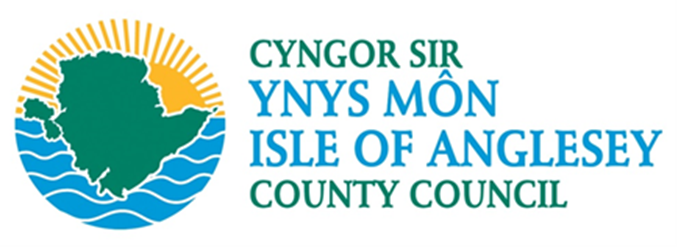 CYNGOR SIR
YNYS MÔN
ISLE OF ANGLESEY
COUNTY COUNCIL